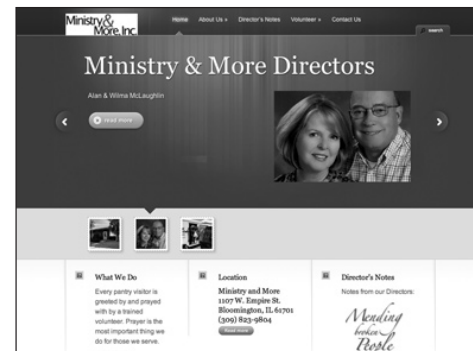 Ministry &
More, Inc.
Home About Us » Director's Notes Volunteer » Contact Us
search
Ministry & More Directors
Alan & Wilma McLaughlin
read more
What We Do
Every pantry visitor is
greeted by and prayed
with by a trained
volunteer. Prayer is the
most important thing we
do for those we serve.
Location
Ministry and More
1107 W. Empire St.
Bloomington, IL 61701
(309) 823-9804
Read more
Director's Notes
Notes from our Directors:
Mending
broken
People